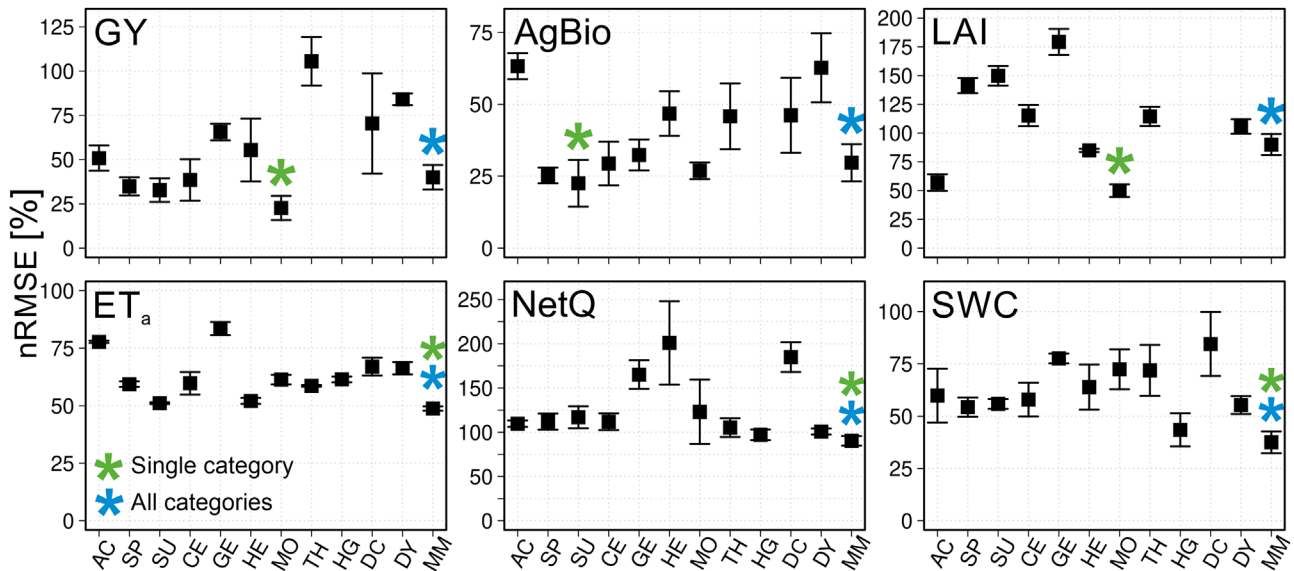 nRMSE [%]
GY
125
100
75
50
25
0
AgBio
75
50
25
0
LAI
200
175
150
125
100
75
50
25
0
ETa
100
75
50
25
0
Single category
All categories
AC SP SU CE GE HE MO TH HG DC DY MM
NetQ
250
200
150
100
50
0
AC SP SU CE GE HE MO TH HG DC DY MM
SWC
100
75
50
25
0
AC SP SU CE GE HE MO TH HG DC DY MM